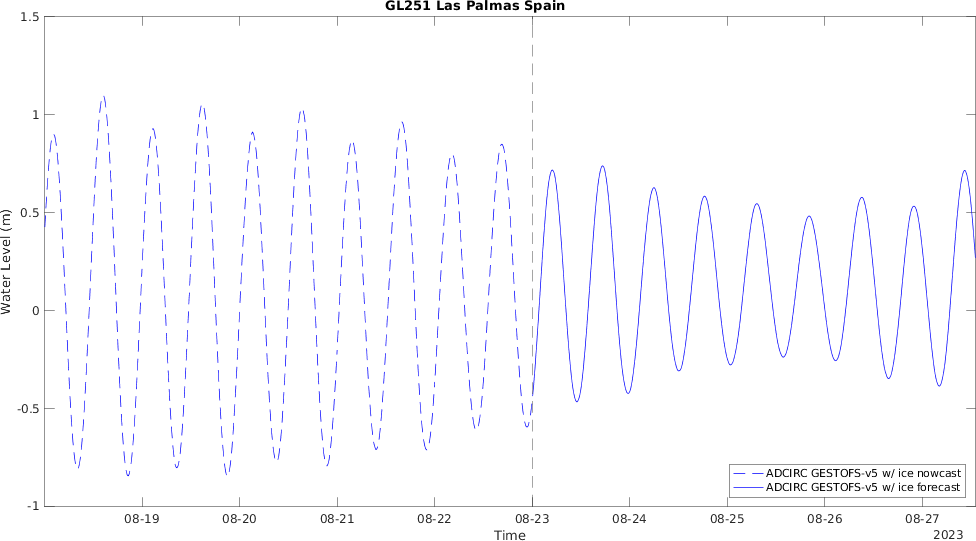 GL251 Las Palmas Spain
Water Level (m)
1.5
1
0.5
0
-0.5
-1
ADCIRC GESTOFS-v5 w/ ice nowcast
ADCIRC GESTOFS-v5 w/ ice forecast
08-19 08-20 08-21 08-22 08-23 08-24 08-25 08-26 08-27
Time
2023